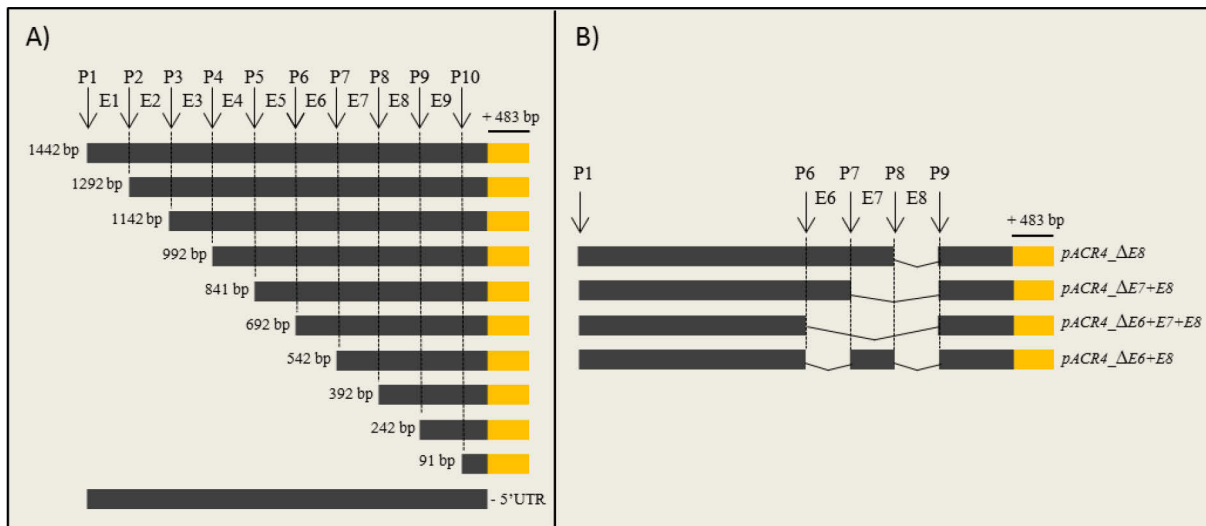 A)
P1 P2 P3 P4 P5 P6 P7 P8 P9 P10
E1 E2 E3 E4 E5 E6 E7 E8 E9
+ 483 bp
1442 bp
1292 bp
1142 bp
992 bp
841 bp
692 bp
542 bp
392 bp
242 bp
91 bp
- 5'UTR
B)
P1 P6 P7 P8 P9
E6 E7 E8
+ 483 bp
pACR4_ΔE8
pACR4_ΔE7+E8
pACR4_ΔE6+E7+E8
pACR4_ΔE6+E8